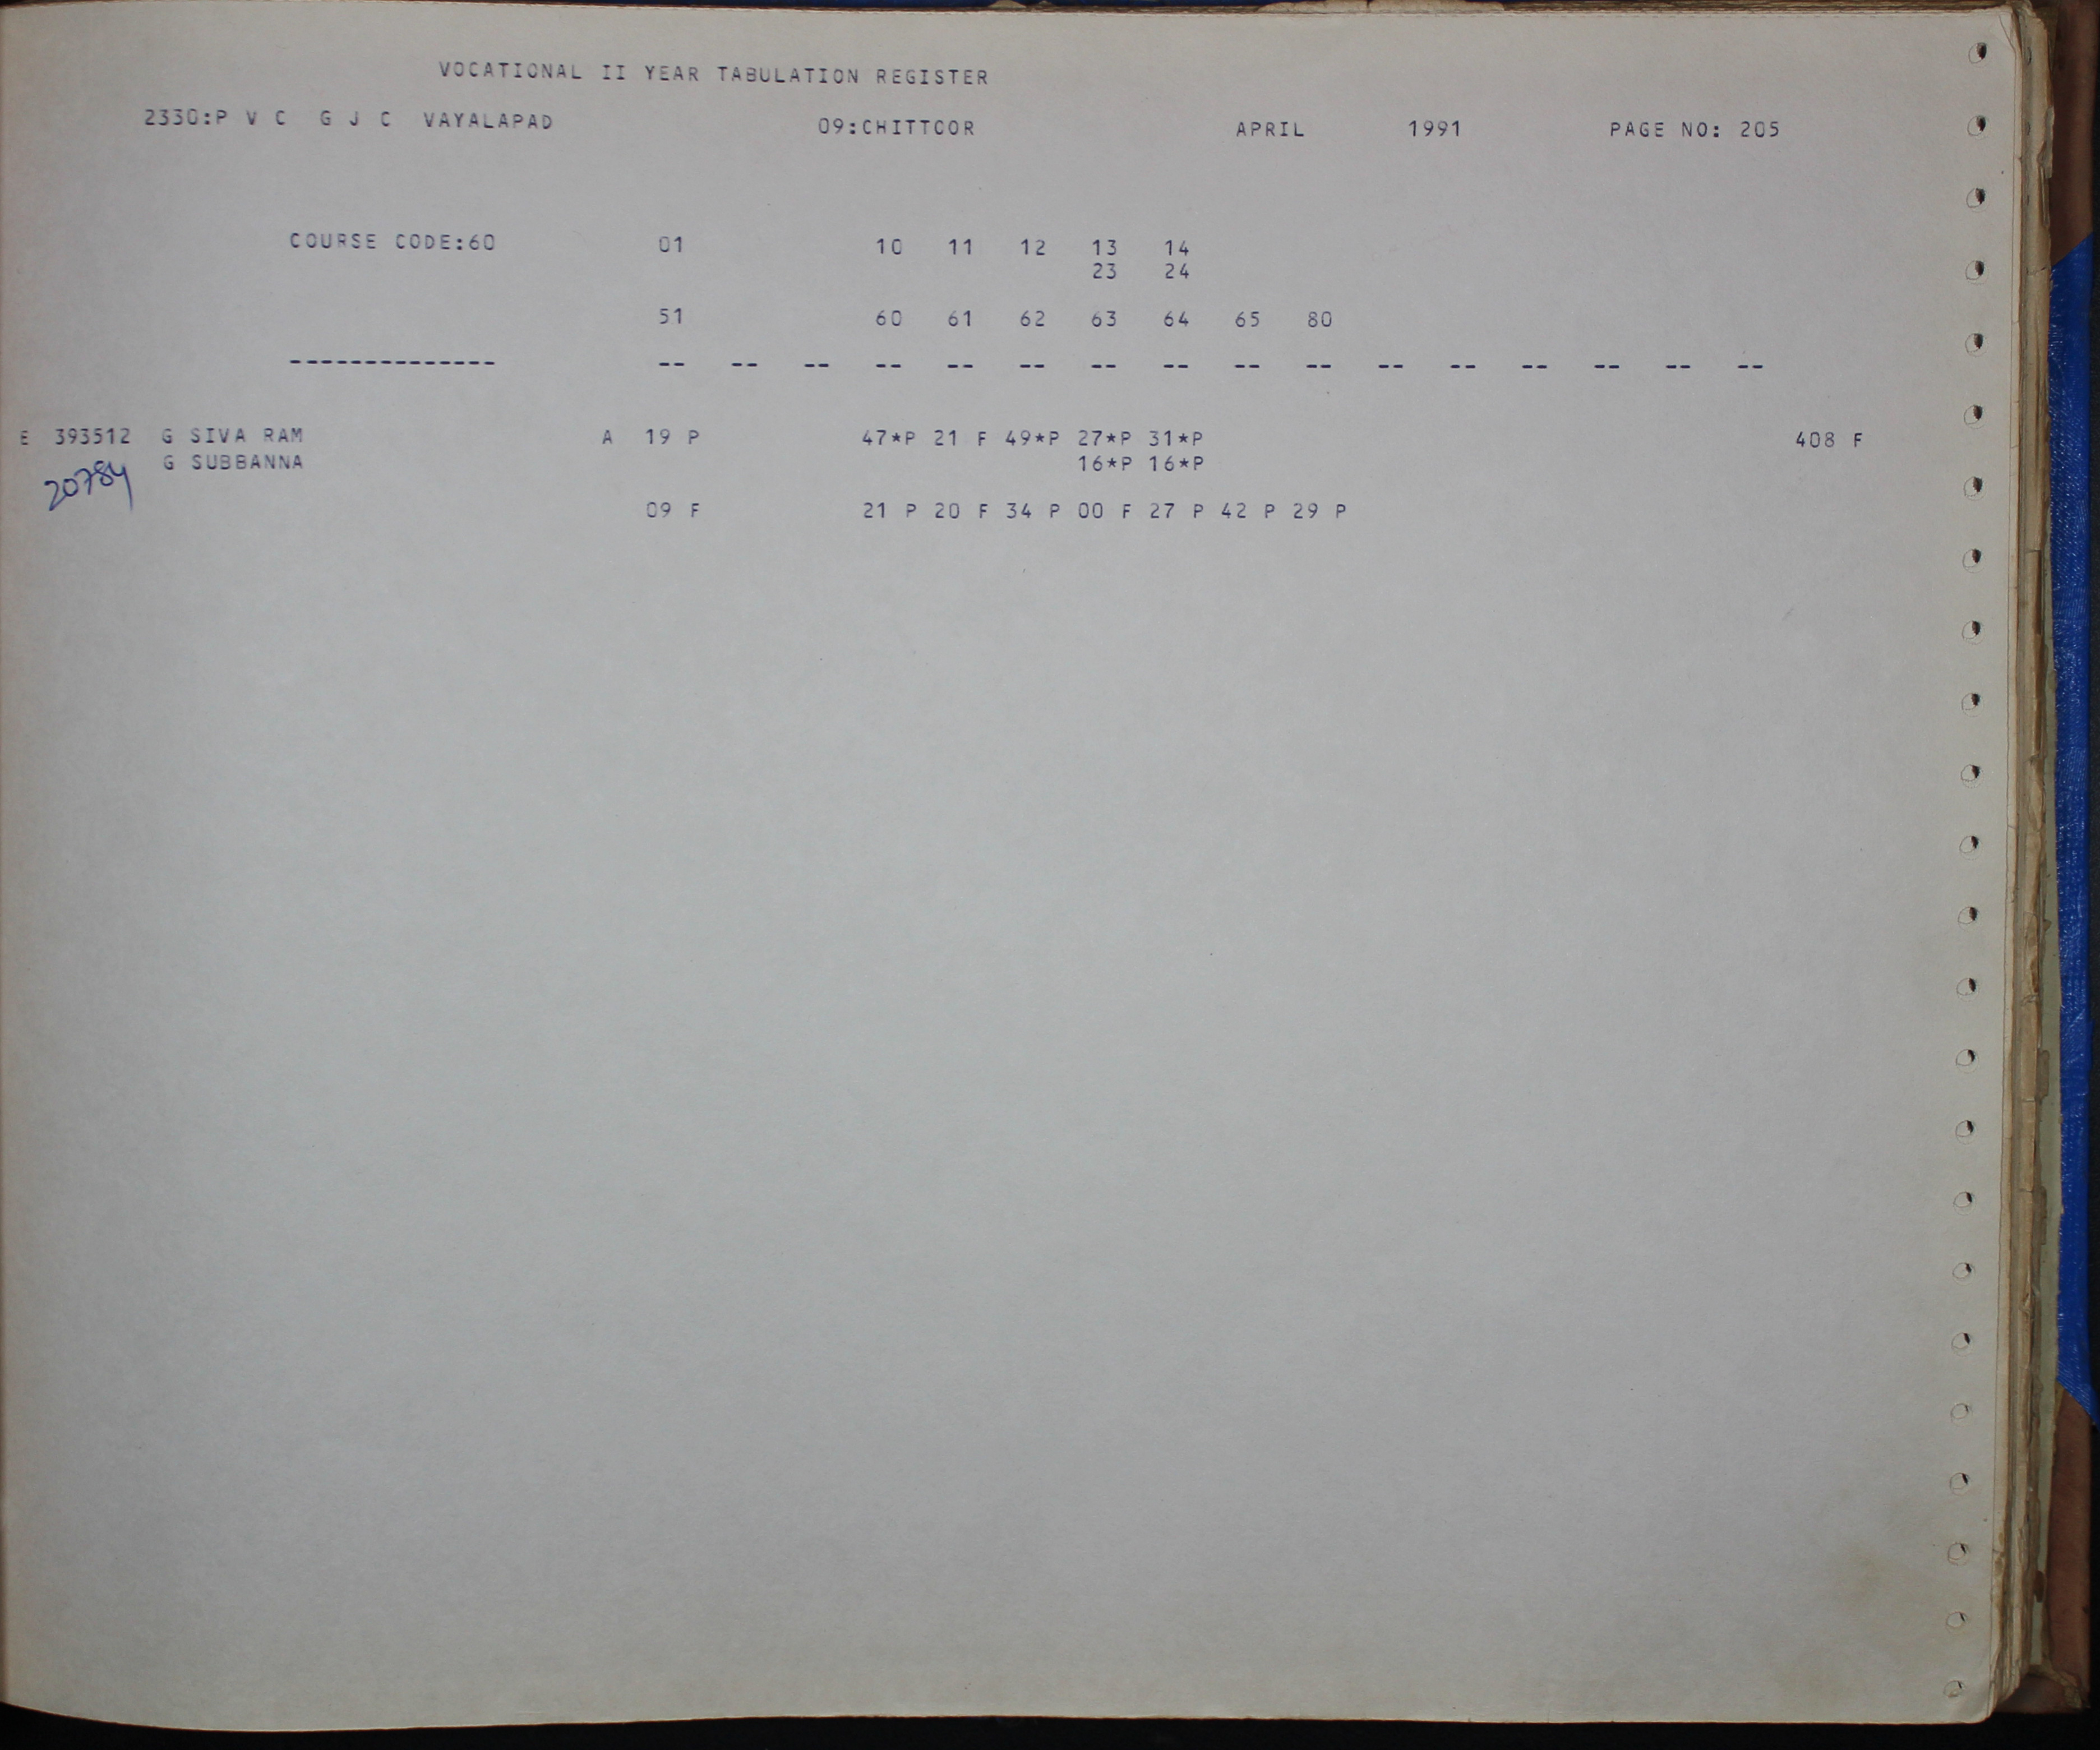 VOCATIONAL II YEAR TABULATION REGISTER
2330:P V C  G J C  VAYALAPAD 09:CHITTOOR APRIL 1991 PAGE NO: 205
COURSE CODE:60 01 10 11 12 13 14
23 24
51 60 61 62 63 64 65 80
-------------- -- -- -- -- -- -- -- -- -- -- -- -- -- -- -- --
E 393512 G SIVA RAM A 19 P 47*P 21 F 49*P 27*P 31*P 408 F
G SUBBANNA 16*P 16*P
20784
09 F 21 P 20 F 34 P 00 F 27 P 42 P 29 P